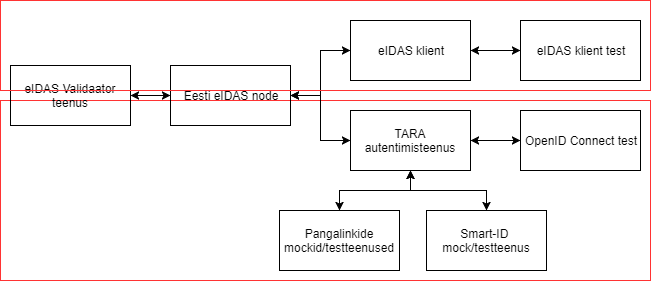 eIDAS klient
eIDAS klient test
eIDAS Validaator
teenus
Eesti eIDAS node
TARA
autentimisteenus
OpenID Connect test
Pangalinkide
mockid/testteenused
Smart-ID
mock/testteenus